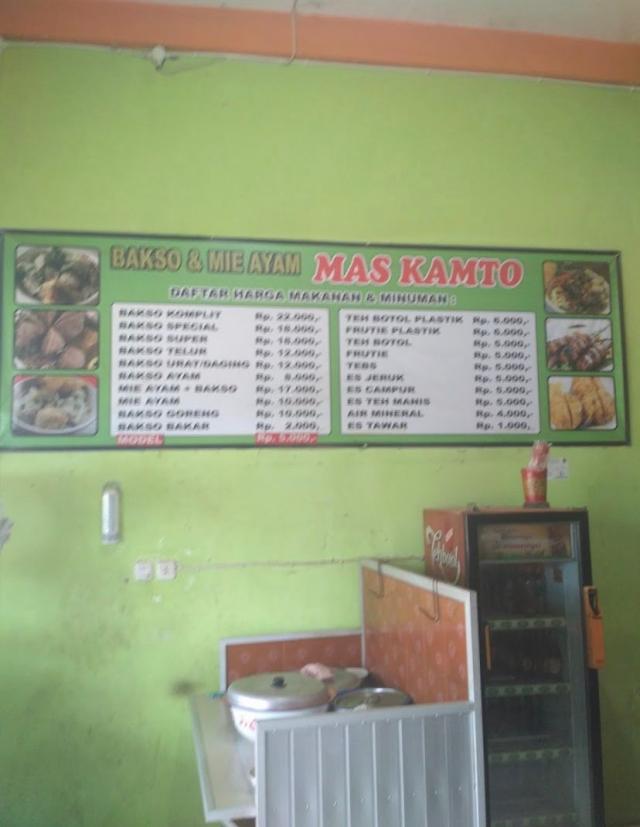 BAKSO & MIE AYAM MAS KAMTO
DAFTAR HARGA MAKANAN & MINUMAN :
BAKSO KOMPLIT Rp. 22.000,-
BAKSO SPECIAL Rp. 18.000,-
BAKSO SUPER Rp. 18.000,-
BAKSO TELUR Rp. 12.000,-
BAKSO URAT/DAGING Rp. 12.000,-
BAKSO AYAM Rp. 8.000,-
MIE AYAM + BAKSO Rp. 17.000,-
MIE AYAM Rp. 10.000,-
BAKSO GORENG Rp. 10.000,-
BAKSO BAKAR Rp. 2.000,-
MODEL Rp. 5.000,-
TEH BOTOL PLASTIK Rp. 6.000,-
FRUTIE PLASTIK Rp. 5.000,-
TEH BOTOL Rp. 5.000,-
FRUTIE Rp. 5.000,-
TEBS Rp. 5.000,-
ES JERUK Rp. 5.000,-
ES CAMPUR Rp. 5.000,-
ES TEH MANIS Rp. 5.000,-
AIR MINERAL Rp. 4.000,-
ES TAWAR Rp. 1.000,-
Tehbotol